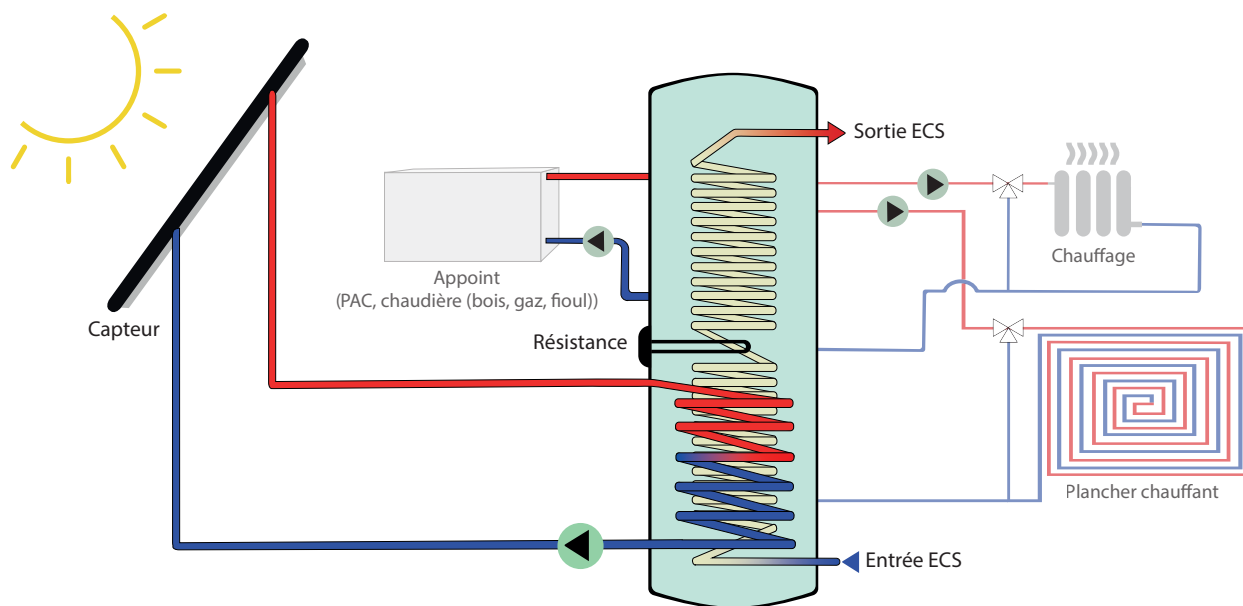 Sortie ECS
Appoint
(PAC, chaudière (bois, gaz, fioul))
Chauffage
Capteur
Résistance
Plancher chauffant
Entrée ECS